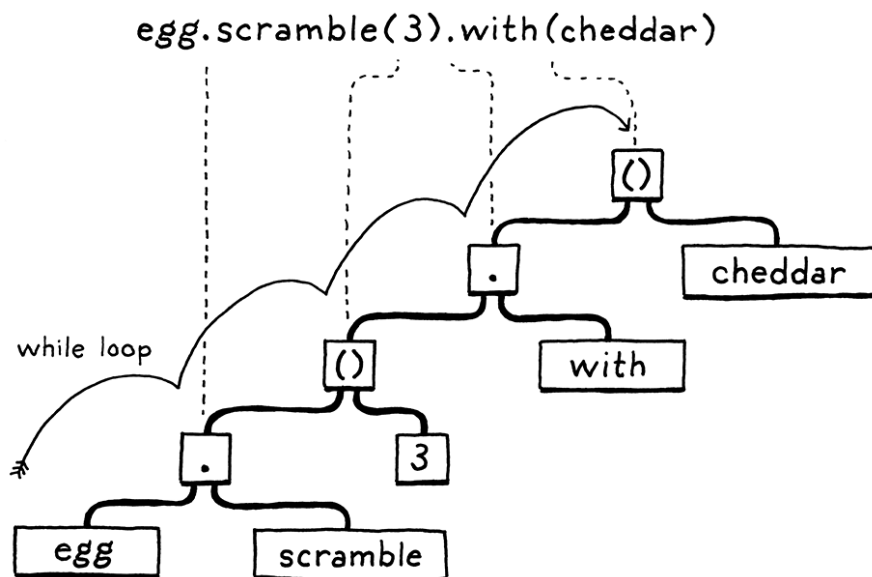 egg.scramble(3).with(cheddar)
()
.
cheddar
while loop
()
with
.
3
egg
scramble